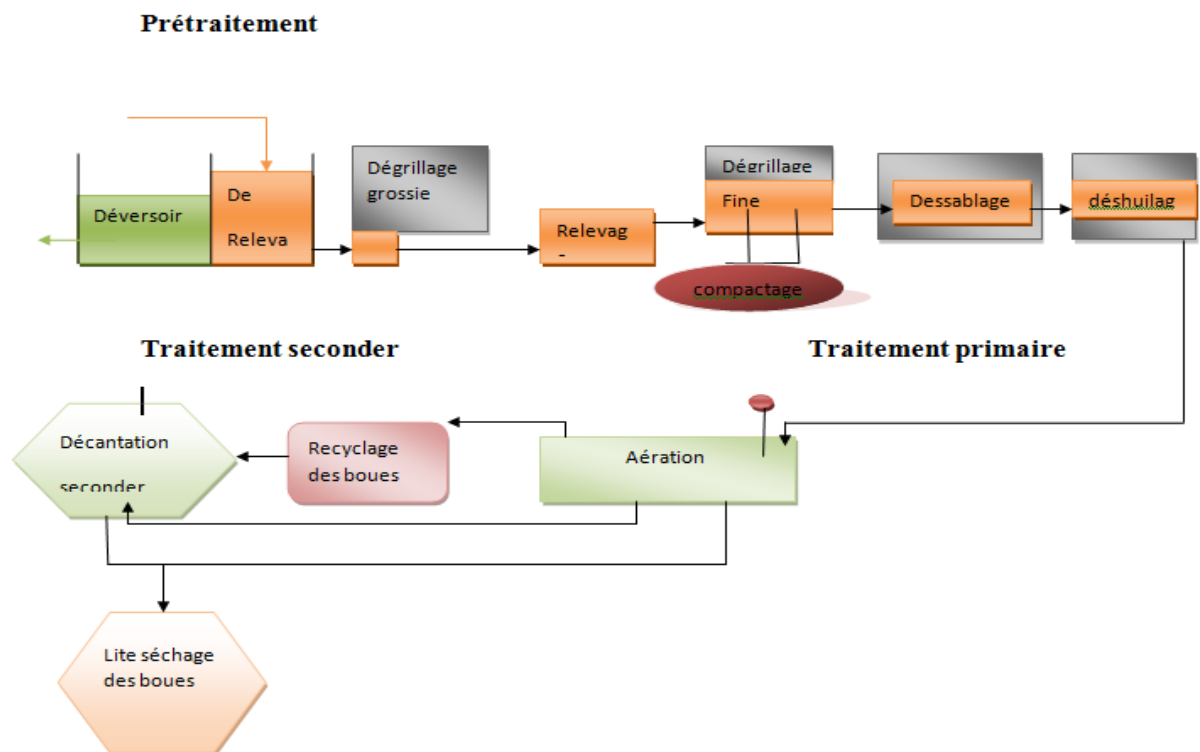 Prétraitement
Déversoir
De
Releva
Dégrillage
grossie
Relevag
Dégrillage
Fine
compactage
Dessablage
déshuilag
Traitement seconder
Traitement primaire
Décantation
seconder
Recyclage
des boues
Aération
Lite séchage
des boues